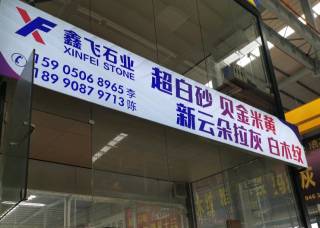 XF
鑫飞石业
XINFEI STONE
159 0506 8965 李
189 9087 9713 陈
超白砂 贝金米黄
新云朵拉灰 白木纹